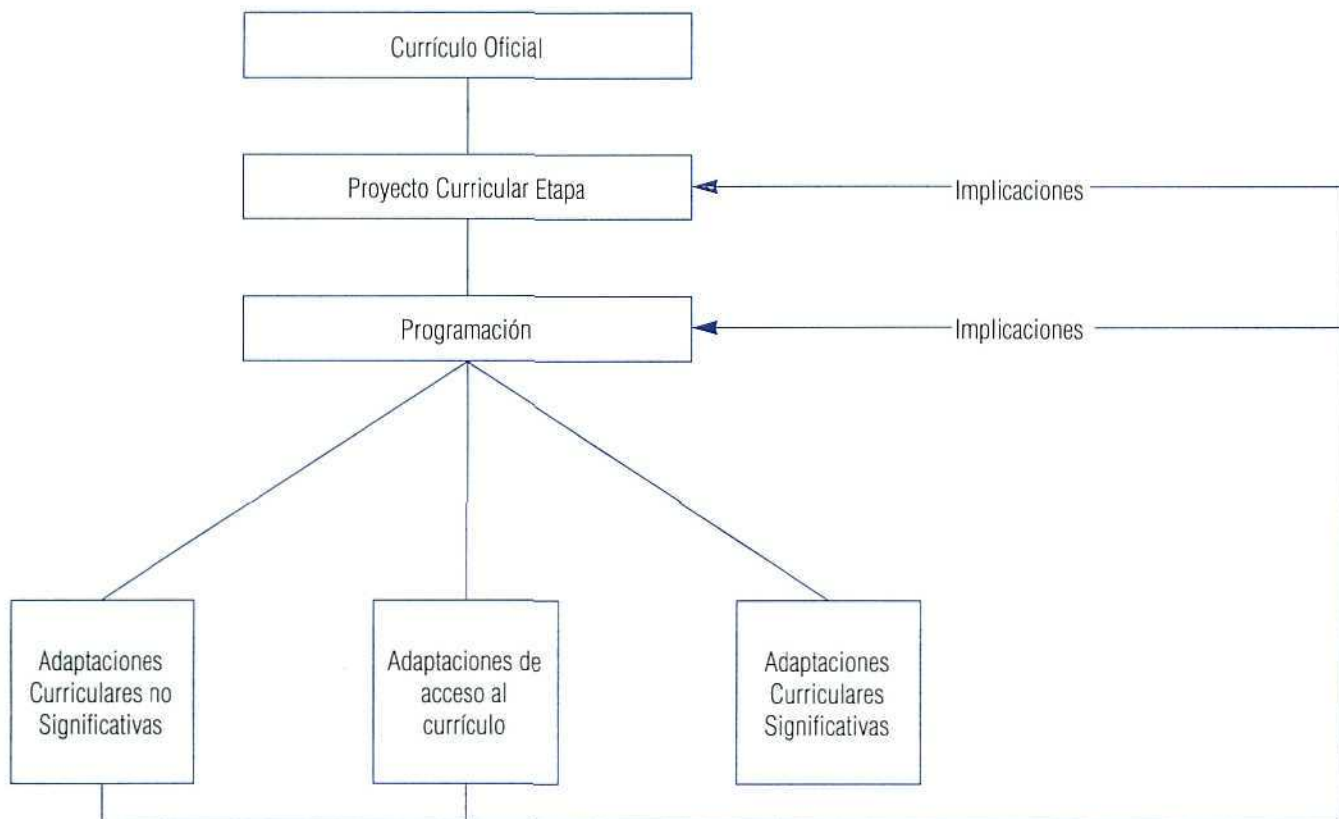 Currículo Oficial
Proyecto Curricular Etapa
Implicaciones
Programación
Implicaciones
Adaptaciones
Curriculares no
Significativas
Adaptaciones de
acceso al
currículo
Adaptaciones
Curriculares
Significativas